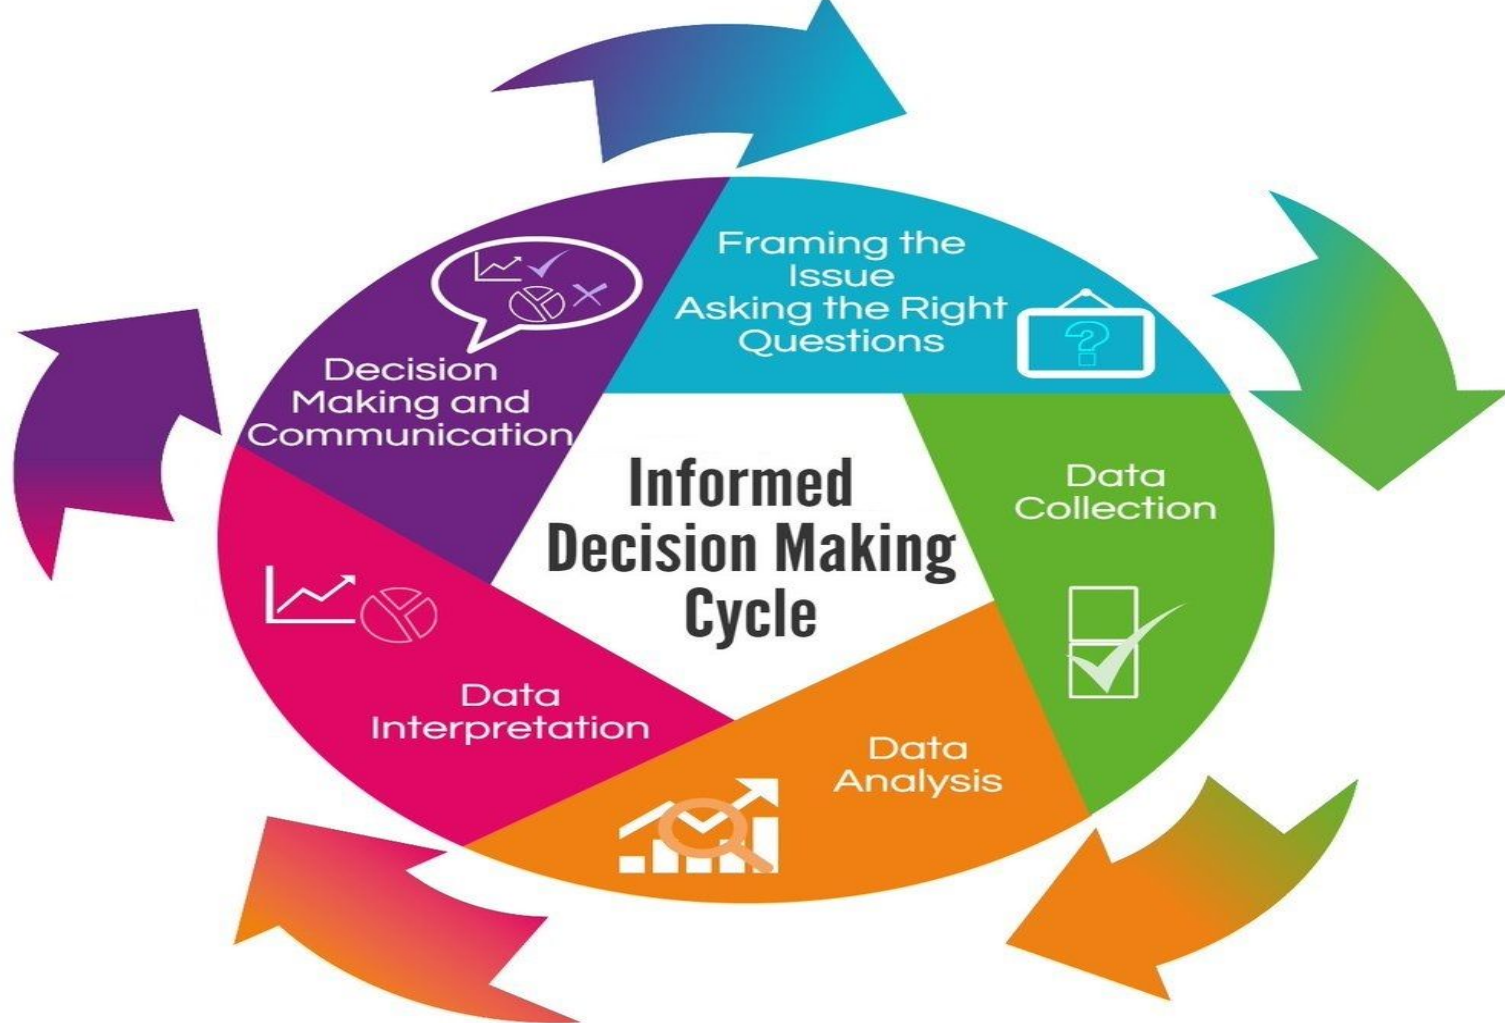 Framing the
Issue
Asking the Right
Questions
?
Data
Collection
Data
Analysis
Data
Interpretation
Decision
Making and
Communication
Informed
Decision Making
Cycle